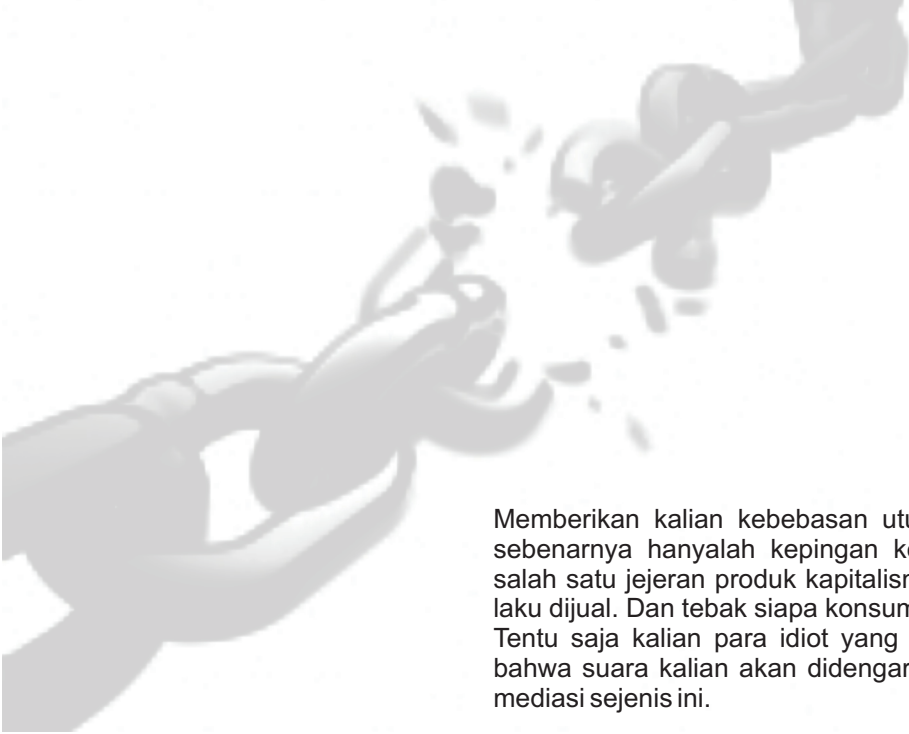 Memberikan kalian kebebasan
sebenarnya hanyalah kepingan
salah satu jejeran produk
laku dijual. Dan tebak siapa
Tentu saja kalian para idiot yang
bahwa suara kalian akan
mediasi sejenis ini.